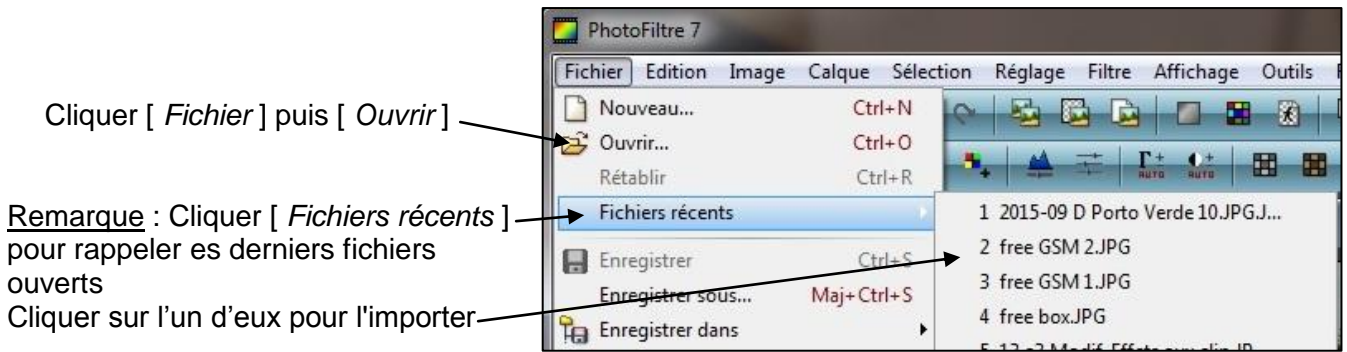 PhotoFiltre 7
Fichier Edition Image Calque Sélection Réglage Filtre Affichage Outils
Cliquer [ Fichier ] puis [ Ouvrir ]
Nouveau... Ctrl+N
Ouvrir... Ctrl+O
Rétablir Ctrl+R
AUTO AUTO
Remarque : Cliquer [ Fichiers récents ]
pour rappeler es derniers fichiers
ouverts
Cliquer sur l’un d’eux pour l'importer
Fichiers récents
Enregistrer Ctrl+S
Enregistrer sous... Maj+Ctrl+S
Enregistrer dans
1 2015-09 D Porto Verde 10.JPG.J...
2 free GSM 2.JPG
3 free GSM 1.JPG
4 free box.JPG